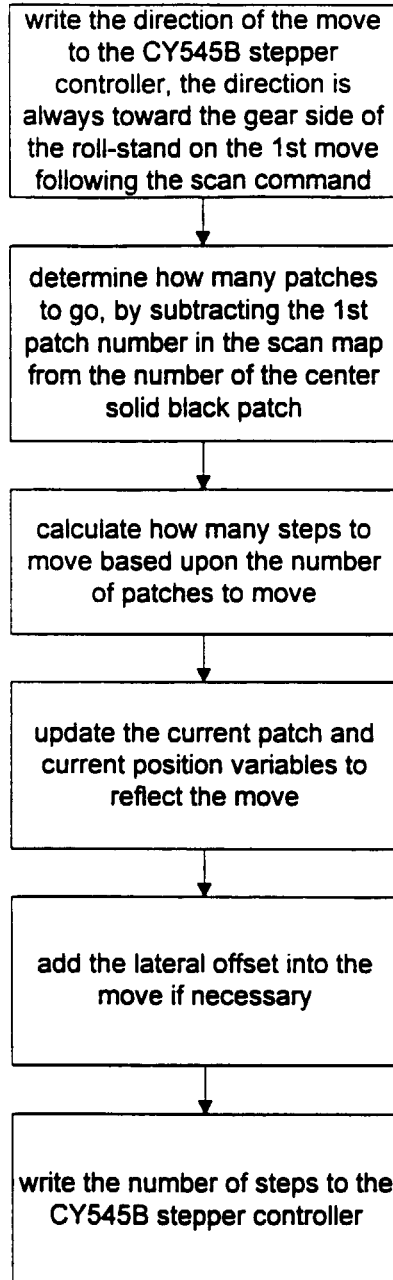 write the direction of the move
to the CY545B stepper
controller, the direction is
always toward the gear side of
the roll-stand on the 1st move
following the scan command
determine how many patches
to go, by subtracting the 1st
patch number in the scan map
from the number of the center
solid black patch
calculate how many steps to
move based upon the number
of patches to move
update the current patch and
current position variables to
reflect the move
add the lateral offset into the
move if necessary
write the number of steps to the
CY545B stepper controller